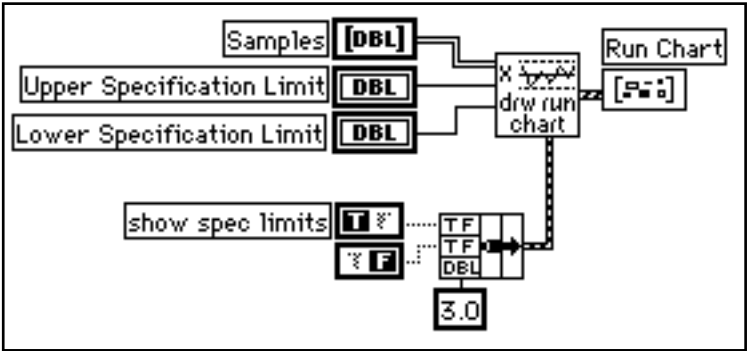 Samples [DBL]
Run Chart
Upper Specification Limit DBL
X
drw run
chart
Lower Specification Limit DBL
show spec limits T
TF
F
TF
DBL
3.0